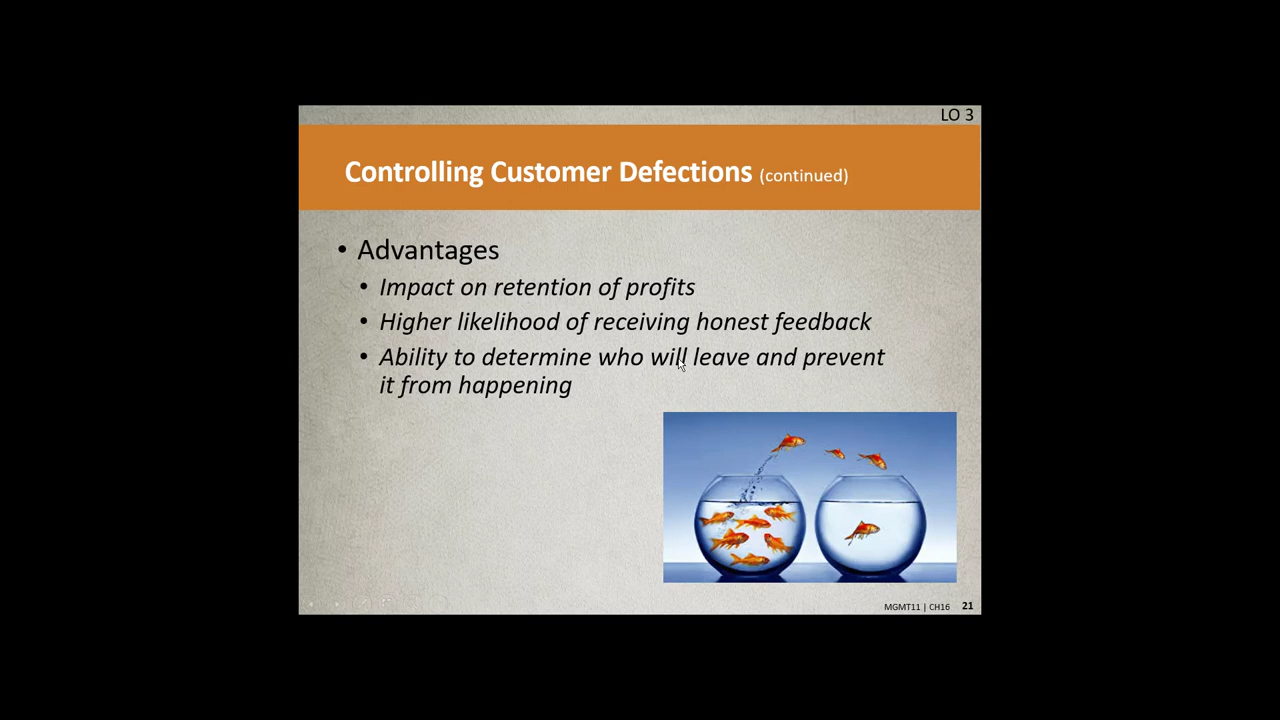 LO 3
Controlling Customer Defections (continued)
• Advantages
• Impact on retention of profits
• Higher likelihood of receiving honest feedback
• Ability to determine who will leave and prevent
it from happening
MGMT11 | CH16 21